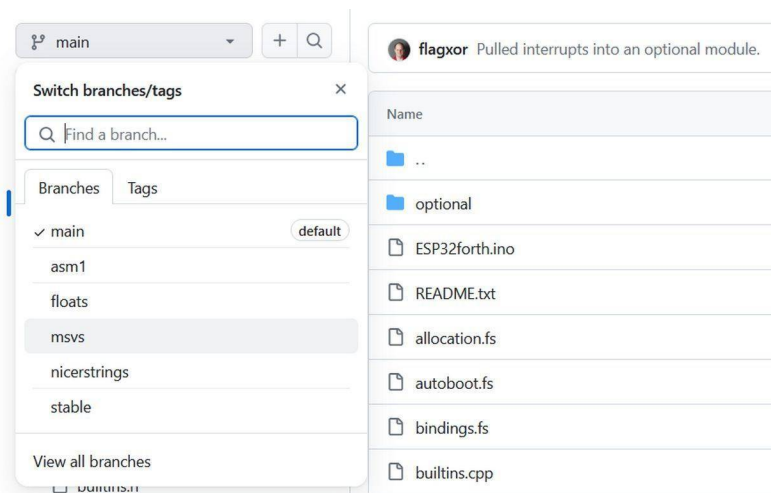 main
Switch branches/tags
Find a branch...
Branches Tags
main default
asm1
floats
msvs
nicerstrings
stable
View all branches
builtins.h
flagxor Pulled interrupts into an optional module.
Name
..
optional
ESP32forth.ino
README.txt
allocation.fs
autoboot.fs
bindings.fs
builtins.cpp